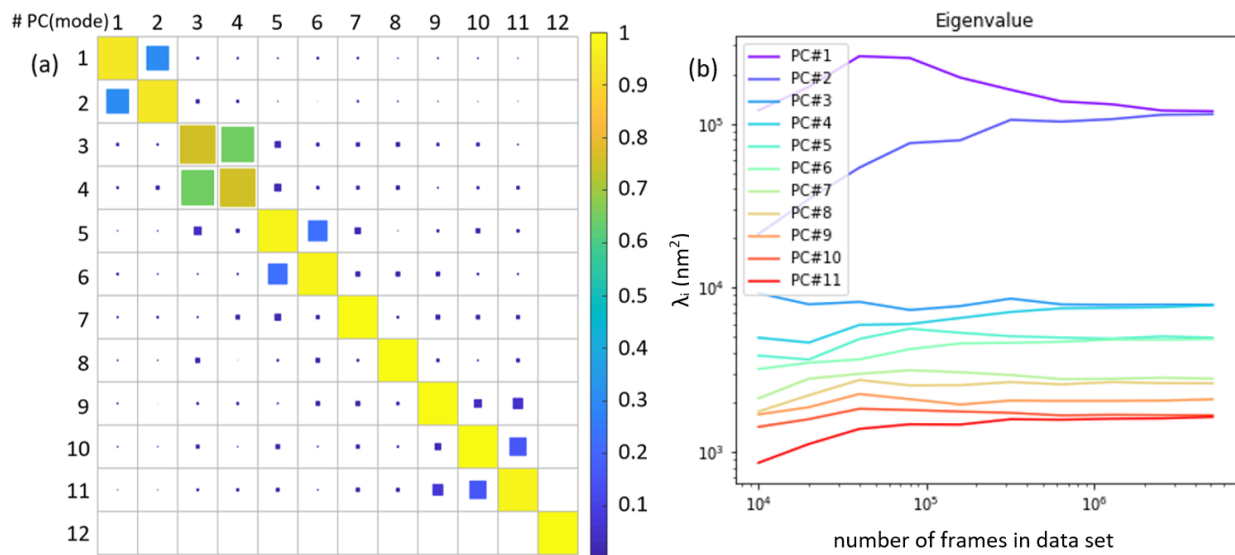 # PC(mode) 1 2 3 4 5 6 7 8 9 10 11 12
(a)
1
2
3
4
5
6
7
8
9
10
11
12
1
0.9
0.8
0.7
0.6
0.5
0.4
0.3
0.2
0.1
Eigenvalue
(b)
PC#1
PC#2
PC#3
PC#4
PC#5
PC#6
PC#7
PC#8
PC#9
PC#10
PC#11
λᵢ (nm²)
10⁵
10⁴
10³
10⁴ 10⁵ 10⁶
number of frames in data set